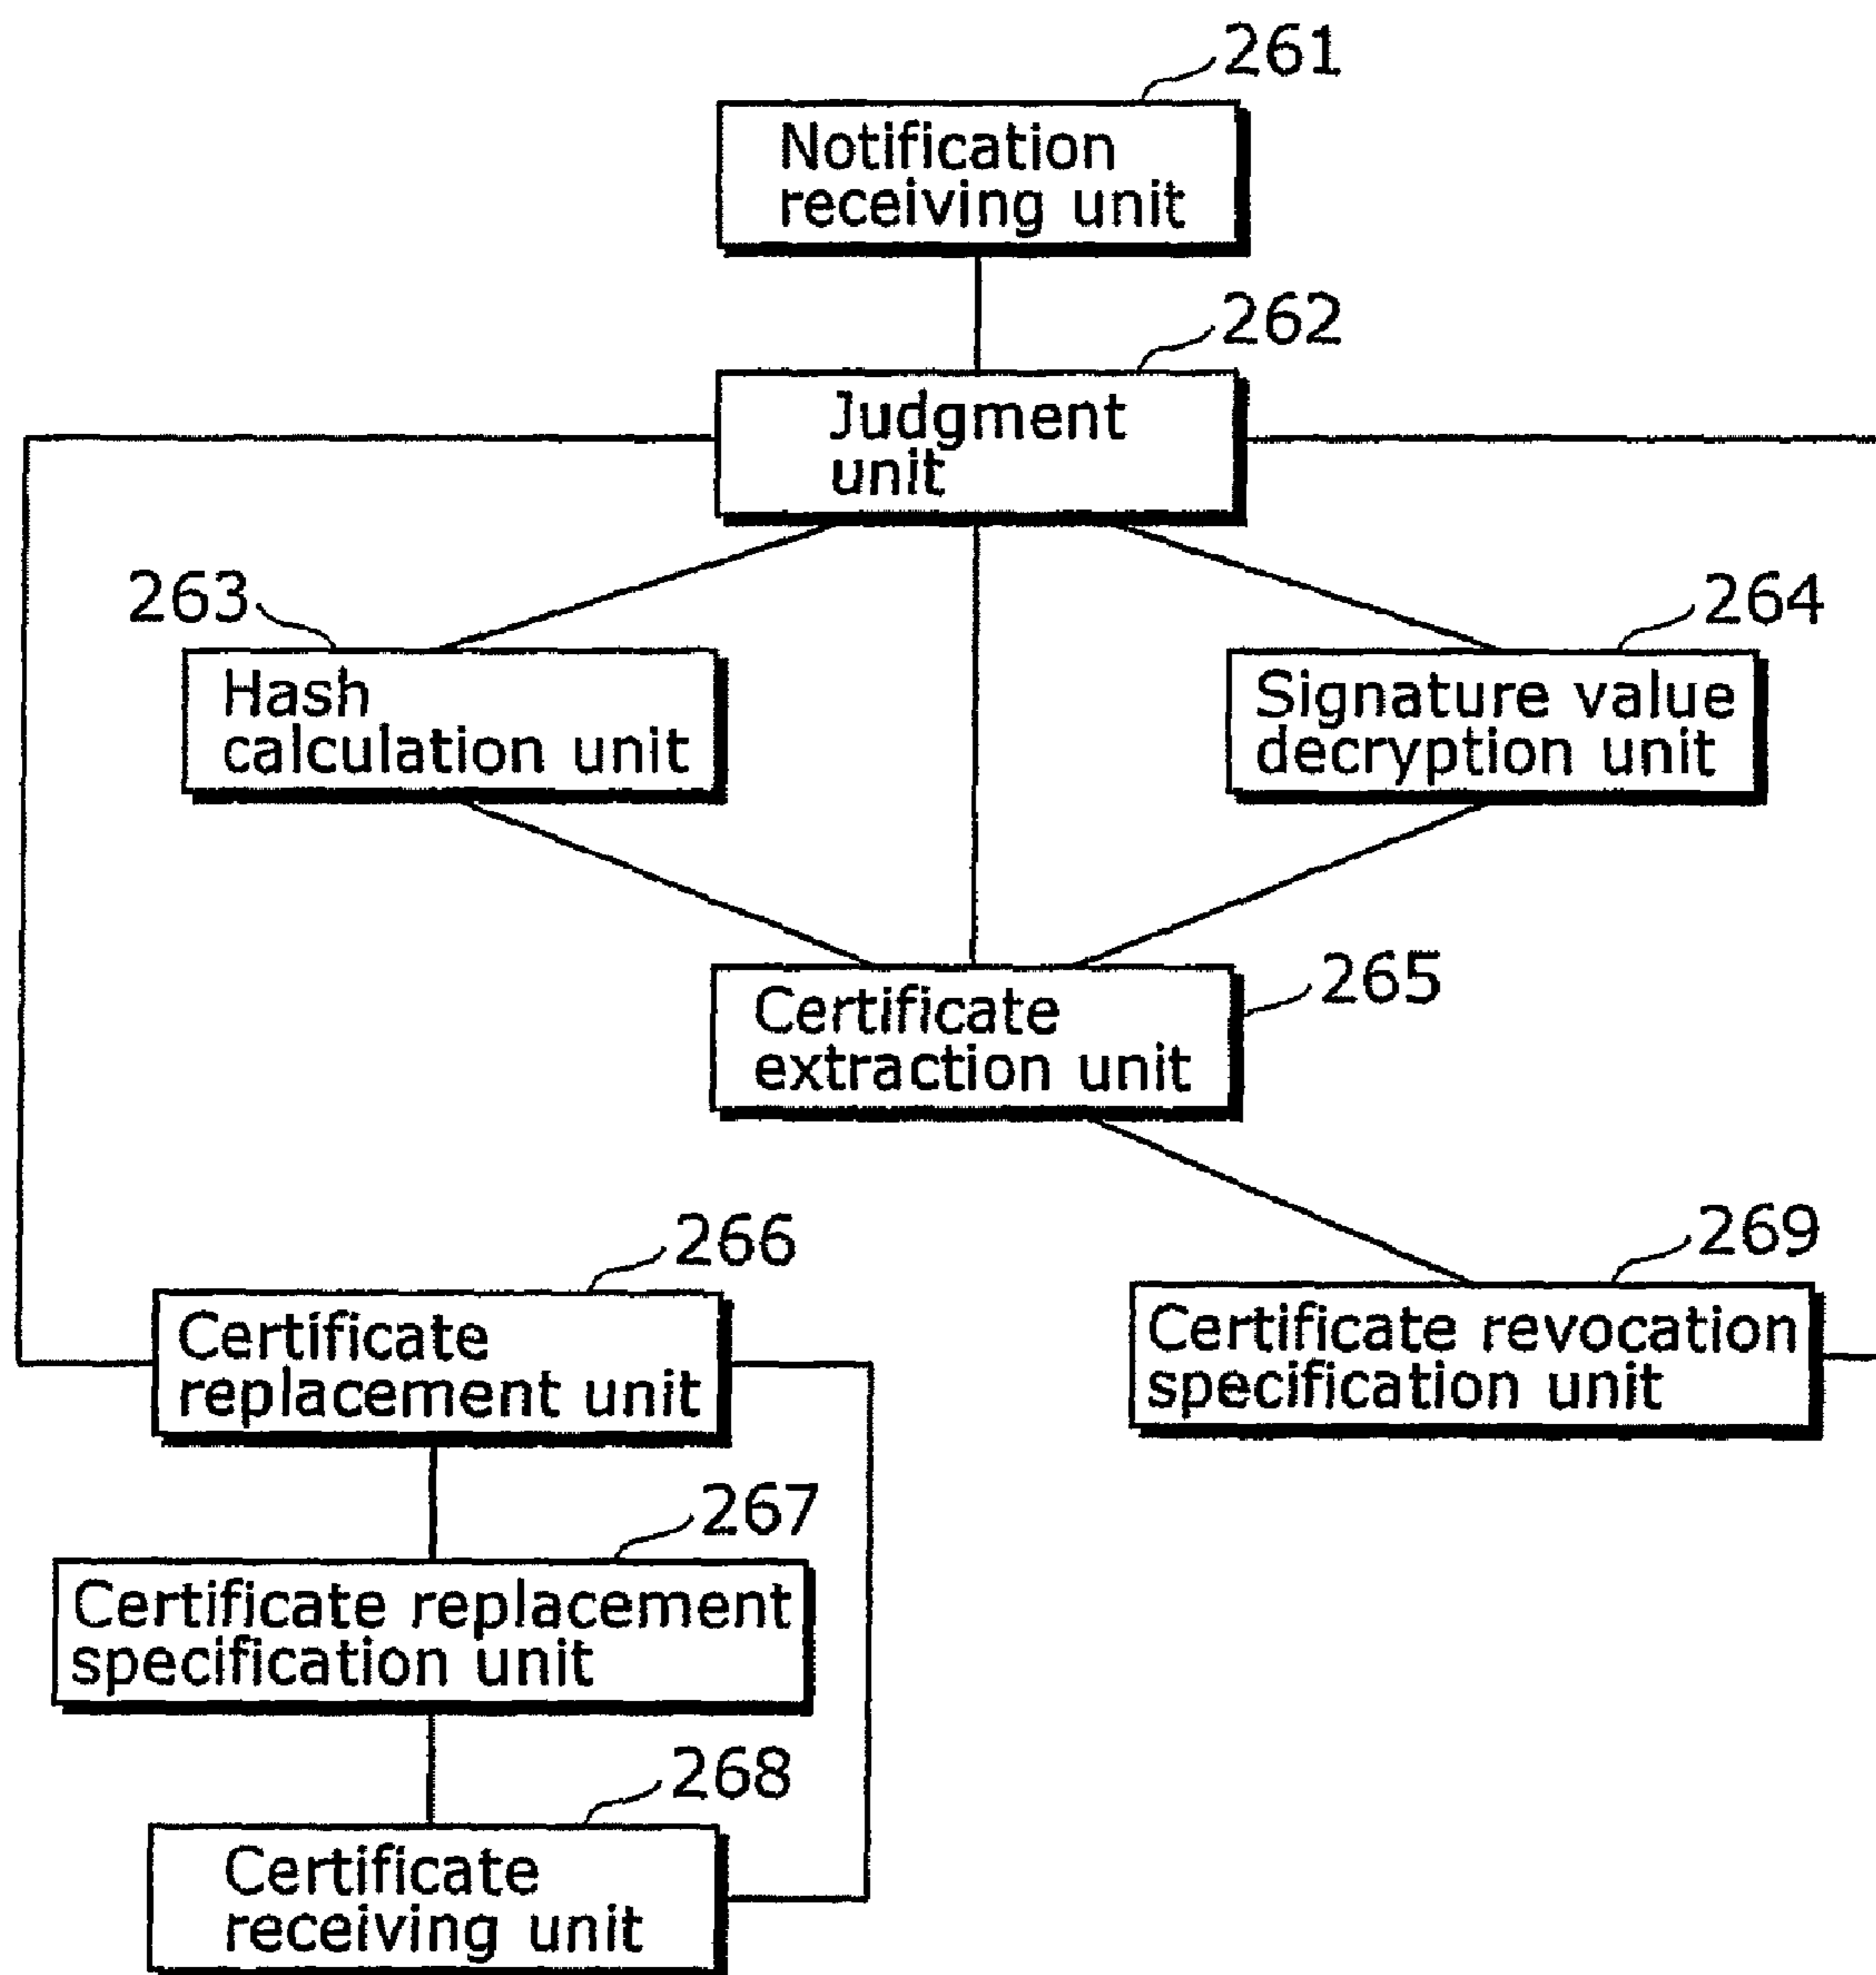 261
Notification
receiving unit
262
Judgment
unit
263
Hash
calculation unit
264
Signature value
decryption unit
265
Certificate
extraction unit
266
Certificate
replacement unit
269
Certificate revocation
specification unit
267
Certificate replacement
specification unit
268
Certificate
receiving unit